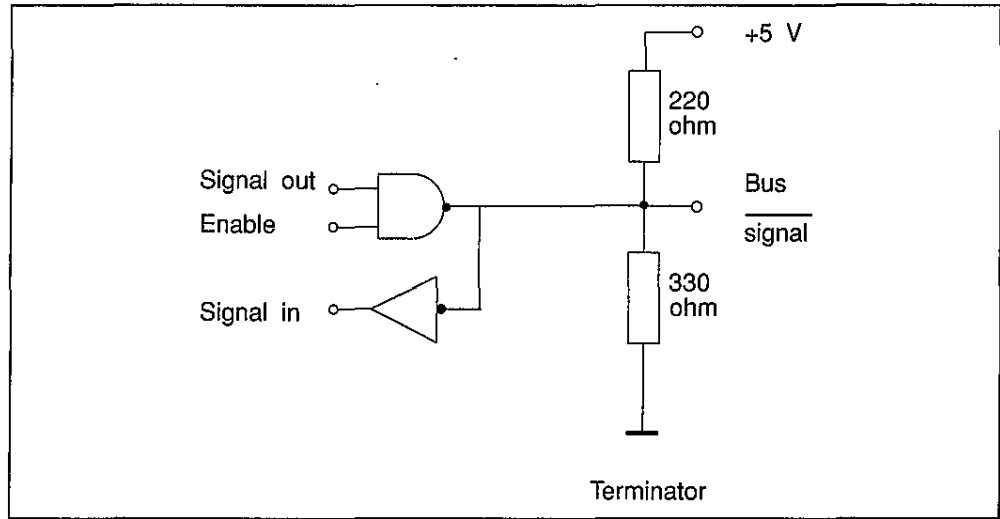 +5 V
220
ohm
Signal out
Enable
Bus
signal
330
ohm
Signal in
Terminator